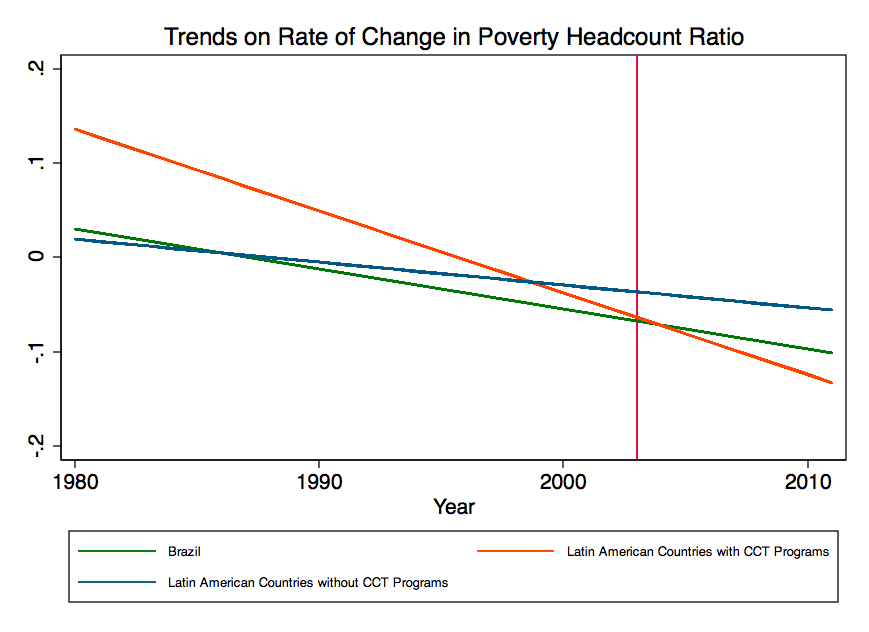 Trends on Rate of Change in Poverty Headcount Ratio
.2
.1
0
-.1
-.2
1980 1990 2000 2010
Year
Brazil Latin American Countries with CCT Programs
Latin American Countries without CCT Programs